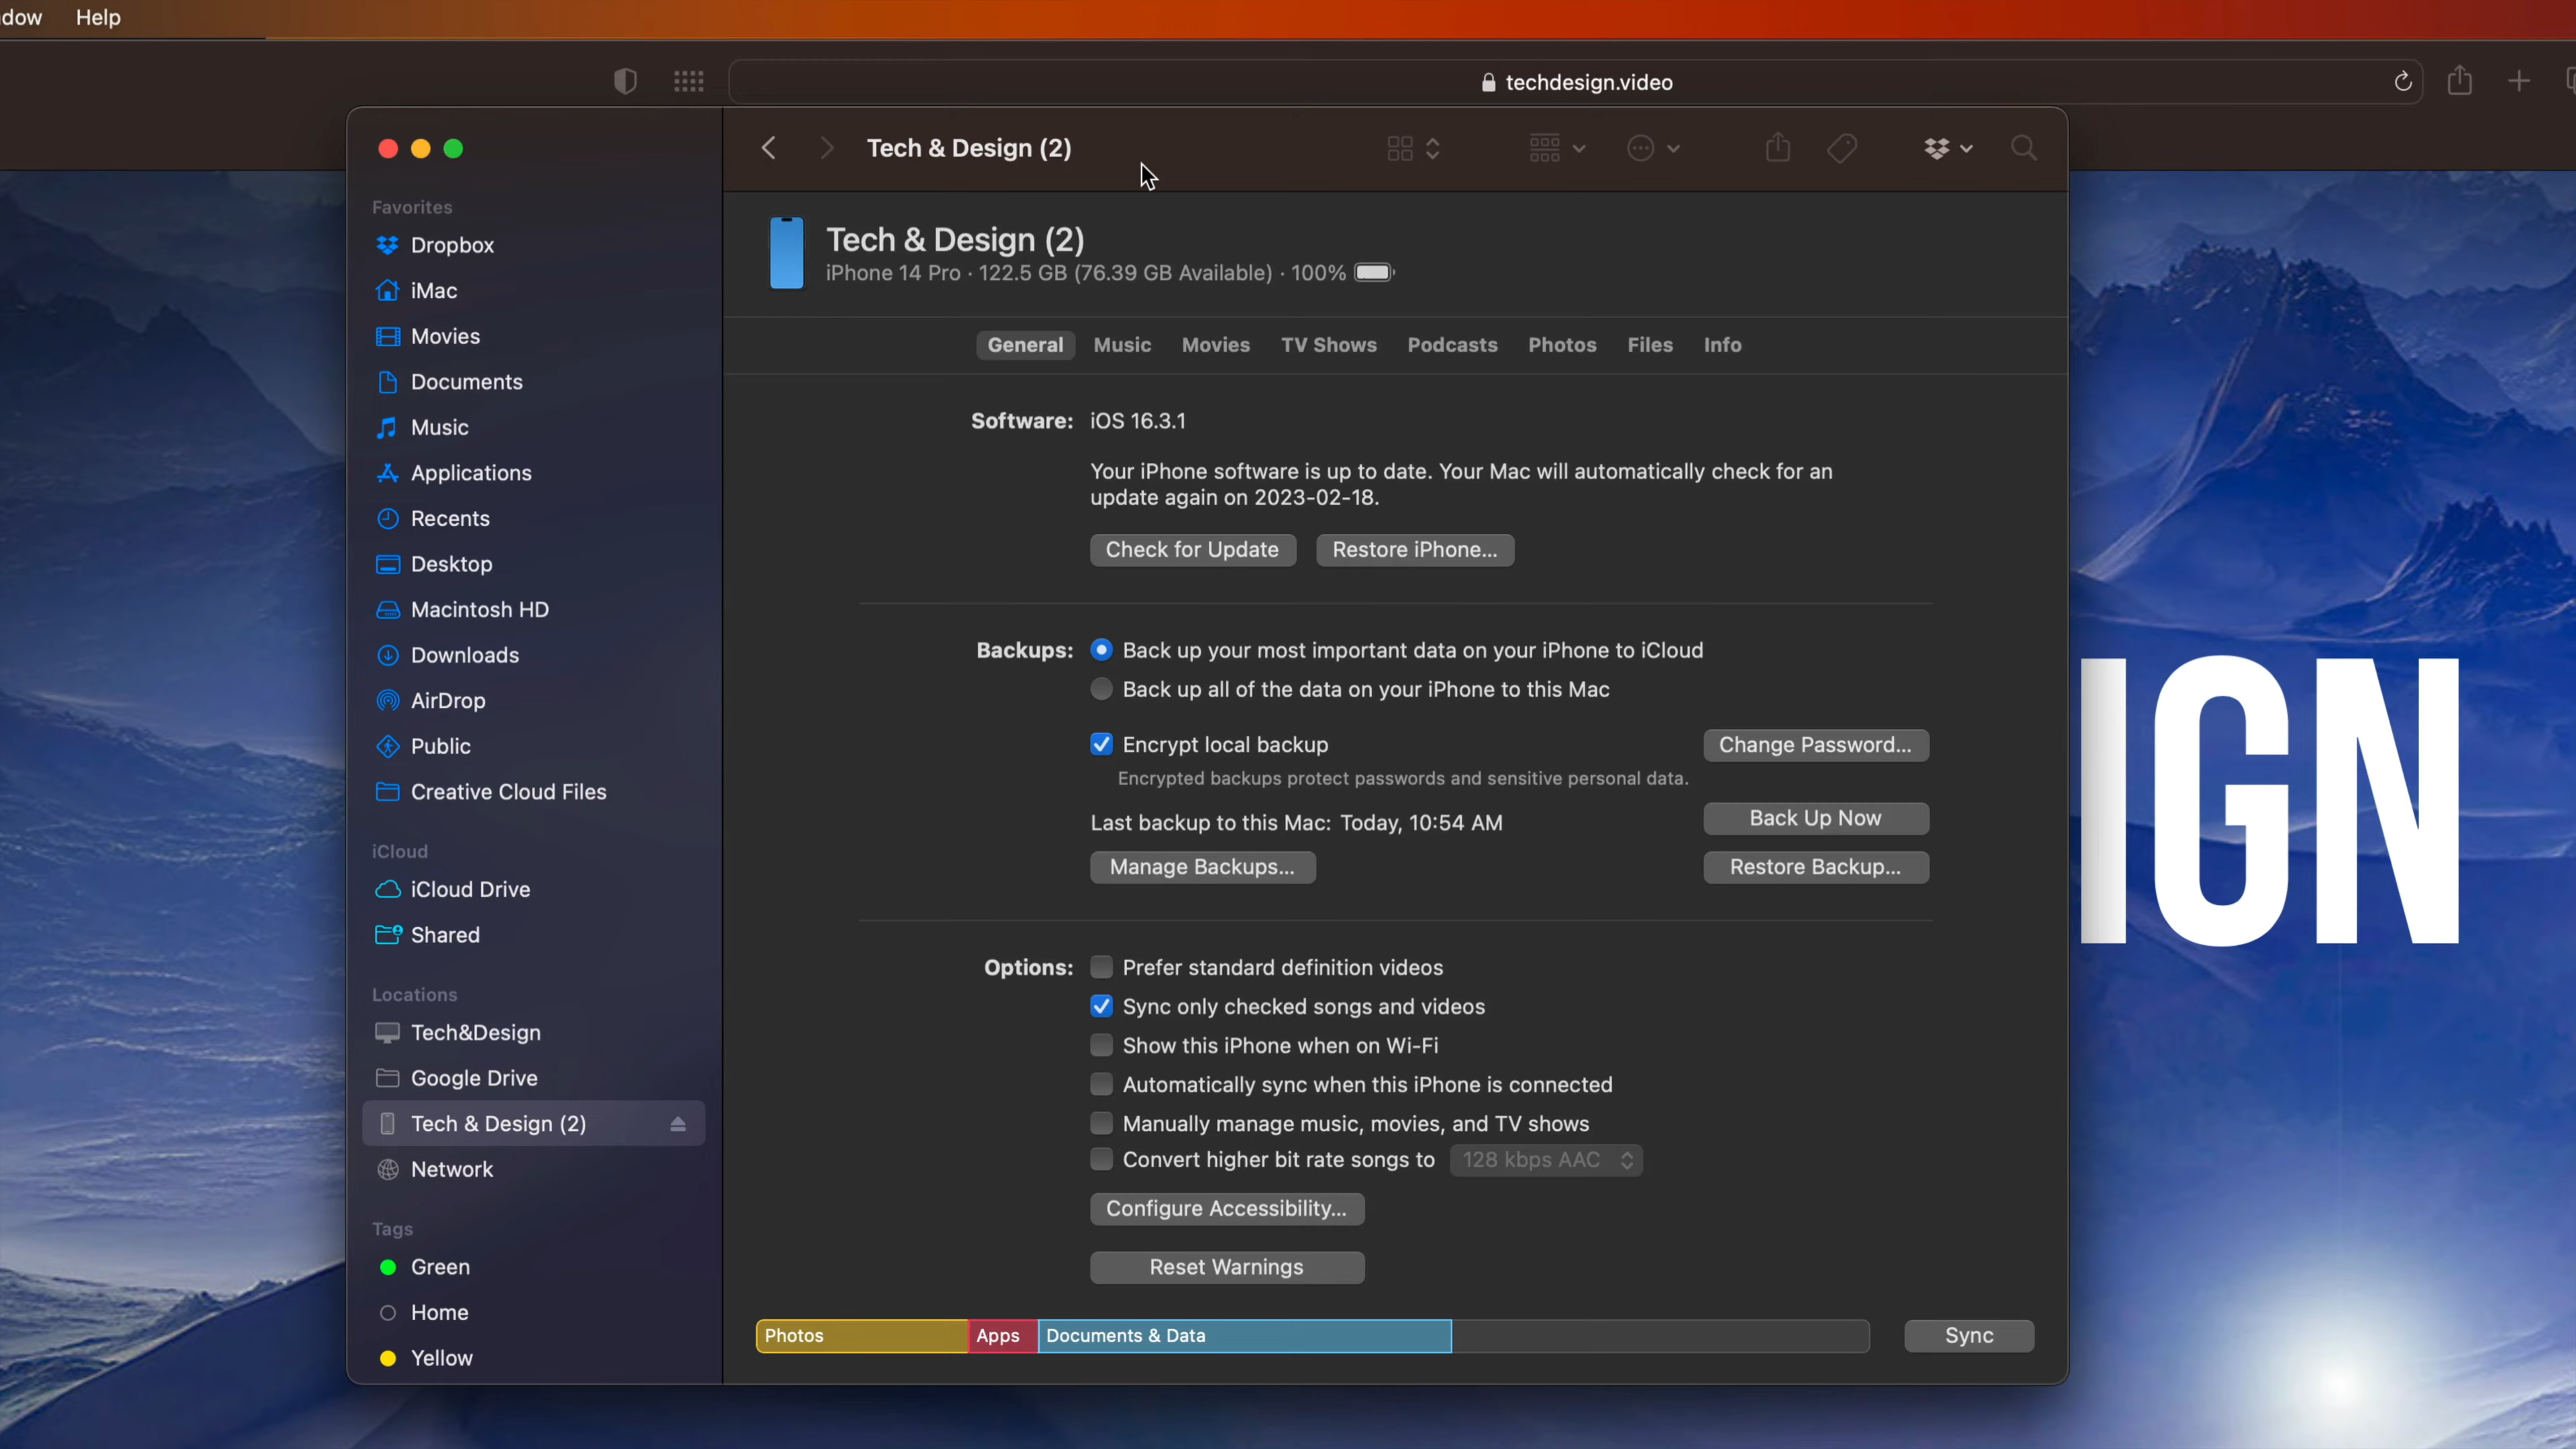 dow Help
techdesign.video
Tech & Design (2)
Favorites
Dropbox
iMac
Movies
Documents
Music
Applications
Recents
Desktop
Macintosh HD
Downloads
AirDrop
Public
Creative Cloud Files
iCloud
iCloud Drive
Shared
Locations
Tech&Design
Google Drive
Tech & Design (2)
Network
Tags
Green
Home
Yellow
Tech & Design (2)
iPhone 14 Pro · 122.5 GB (76.39 GB Available) · 100%
General Music Movies TV Shows Podcasts Photos Files Info
Software: iOS 16.3.1
Your iPhone software is up to date. Your Mac will automatically check for an
update again on 2023-02-18.
Check for Update Restore iPhone...
Backups: Back up your most important data on your iPhone to iCloud
Back up all of the data on your iPhone to this Mac
Encrypt local backup Change Password...
Encrypted backups protect passwords and sensitive personal data.
Last backup to this Mac: Today, 10:54 AM Back Up Now
Manage Backups... Restore Backup...
Options: Prefer standard definition videos
Sync only checked songs and videos
Show this iPhone when on Wi-Fi
Automatically sync when this iPhone is connected
Manually manage music, movies, and TV shows
Convert higher bit rate songs to 128 kbps AAC
Configure Accessibility...
Reset Warnings
Photos Apps Documents & Data Sync
IGN